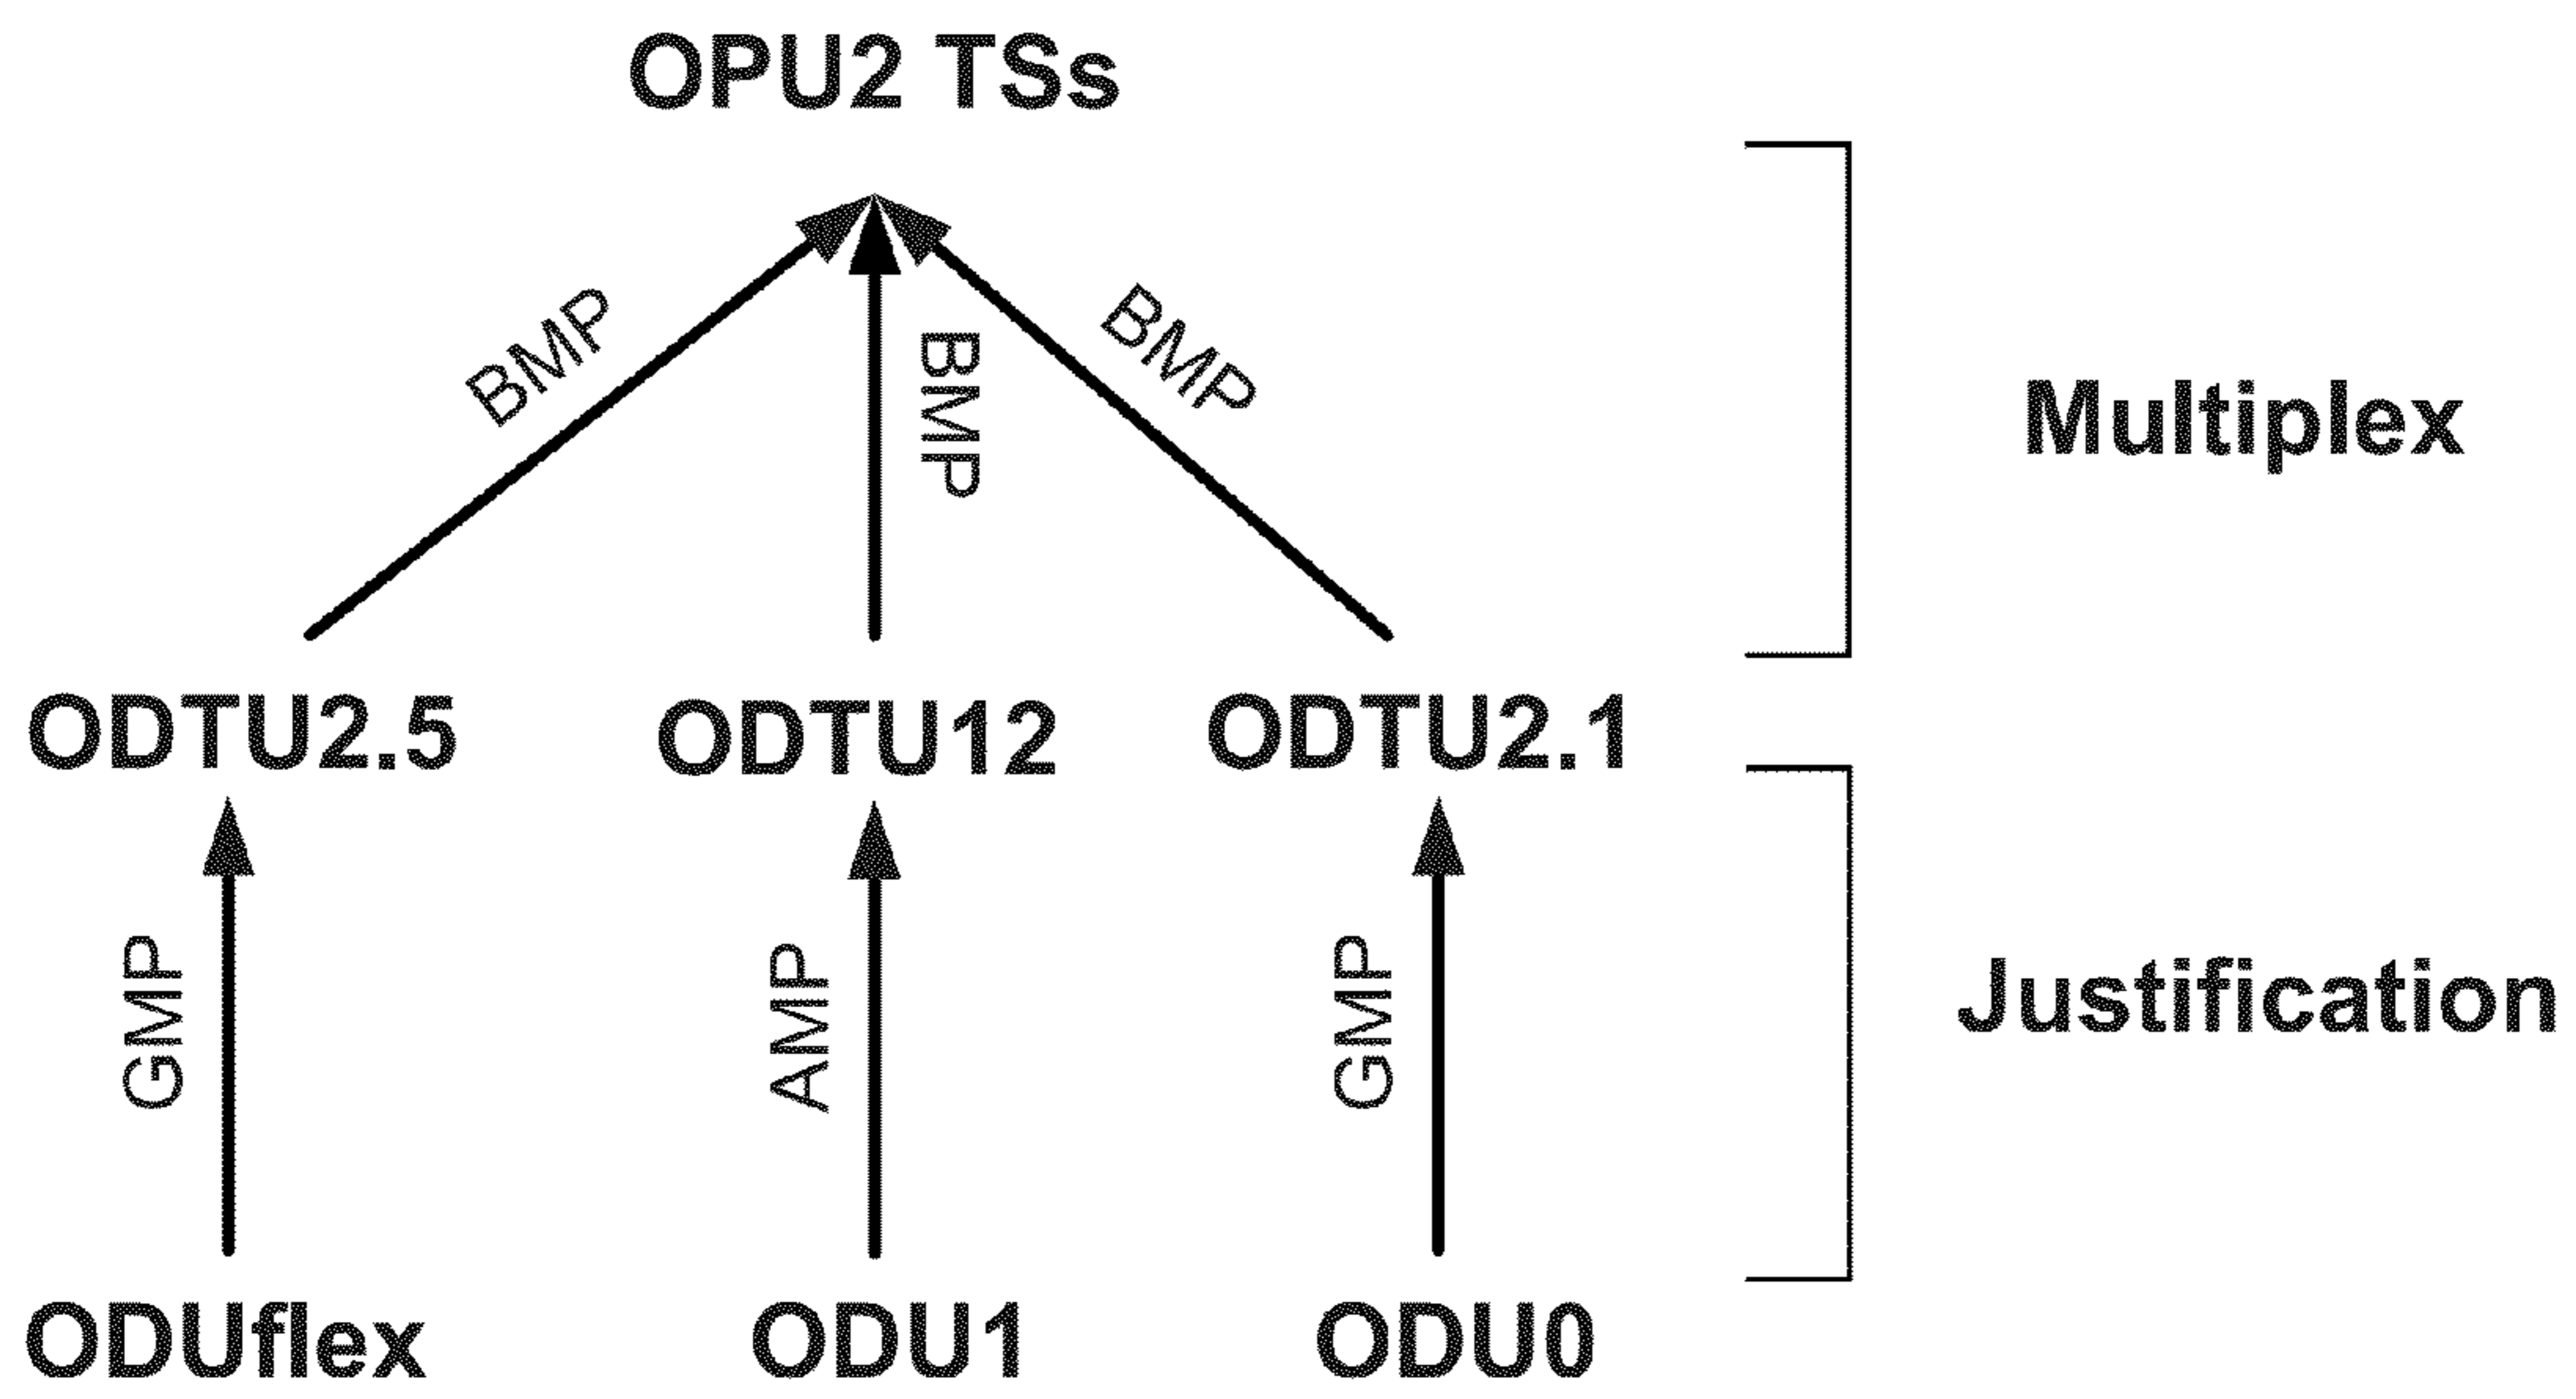 OPU2 TSs
BMP
BMP
BMP
Multiplex
ODTU2.5
ODTU12
ODTU2.1
GMP
AMP
GMP
Justification
ODUflex
ODU1
ODU0